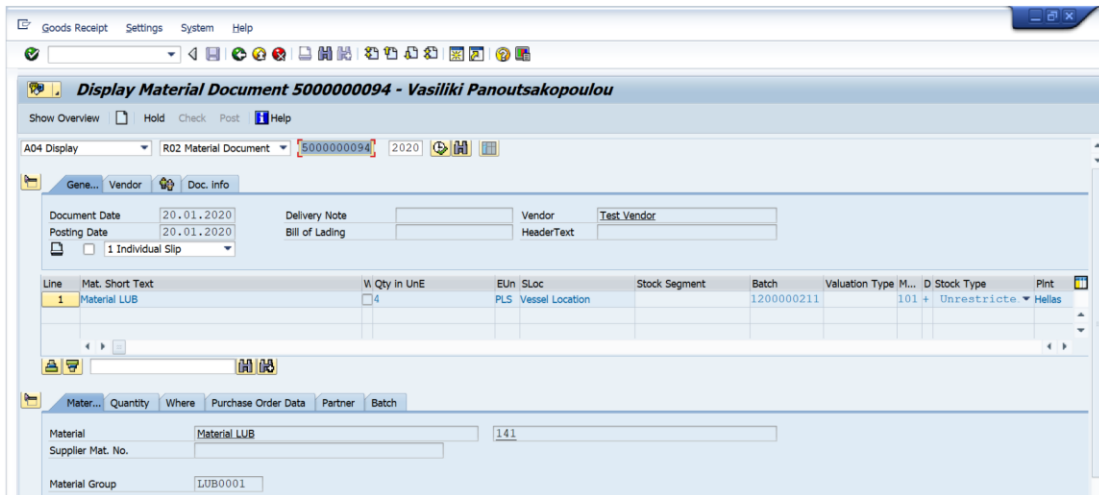 Goods Receipt Settings System Help
Display Material Document 5000000094 - Vasiliki Panoutsakopoulou
Show Overview Hold Check Post Help
A04 Display R02 Material Document 5000000094 2020
Gene... Vendor Doc. info
Document Date 20.01.2020 Delivery Note Vendor Test Vendor
Posting Date 20.01.2020 Bill of Lading HeaderText
1 Individual Slip
Line Mat. Short Text W Qty in UnE EUn SLoc Stock Segment Batch Valuation Type M... D Stock Type Plnt
1 Material LUB 4 PLS Vessel Location 1200000211 101 + Unrestricte. Hellas
Mater... Quantity Where Purchase Order Data Partner Batch
Material Material LUB 141
Supplier Mat. No.
Material Group LUB0001